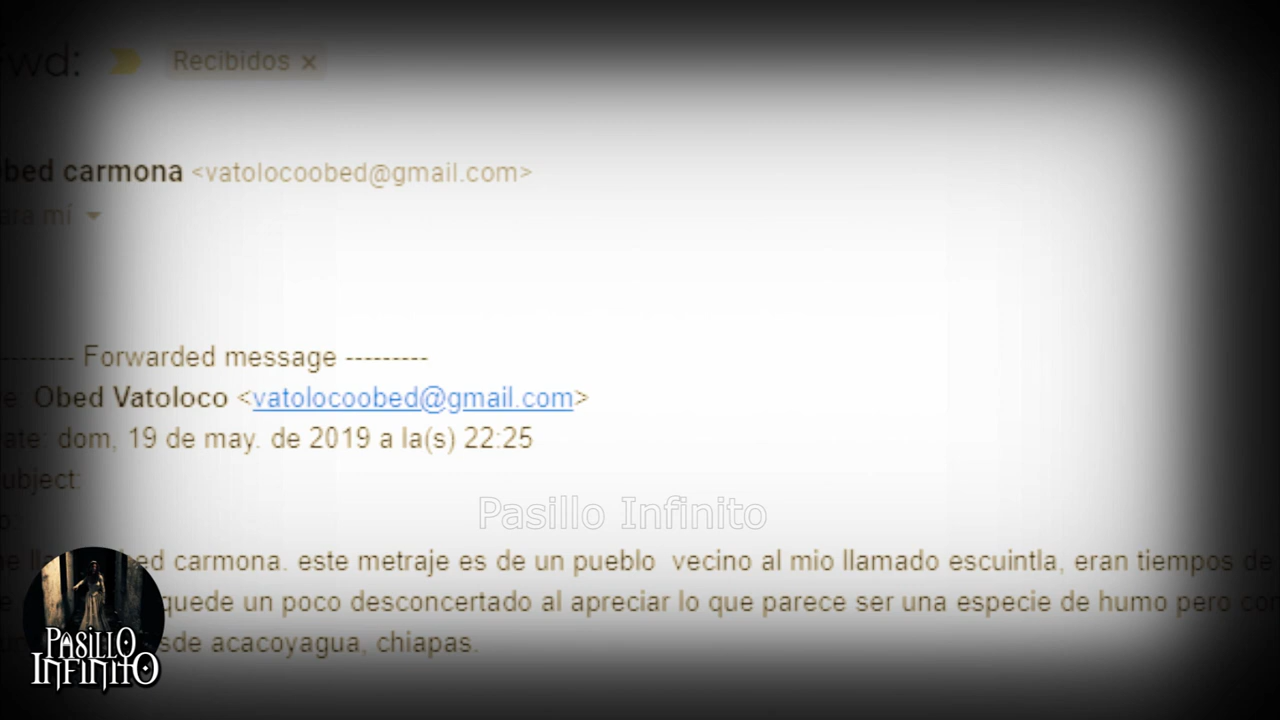 wd: Recibidos ×
bed carmona <vatolocoobed@gmail.com>
ara mí
-------- Forwarded message ---------
e: Obed Vatoloco <vatolocoobed@gmail.com>
ate: dom, 19 de may. de 2019 a la(s) 22:25
ubject:
Pasillo Infinito
o:
bed carmona. este metraje es de un pueblo vecino al mio llamado escuintla, eran tiempos de
quede un poco desconcertado al apreciar lo que parece ser una especie de humo pero
sde acacoyagua, chiapas.
PASILLO
INFINITO